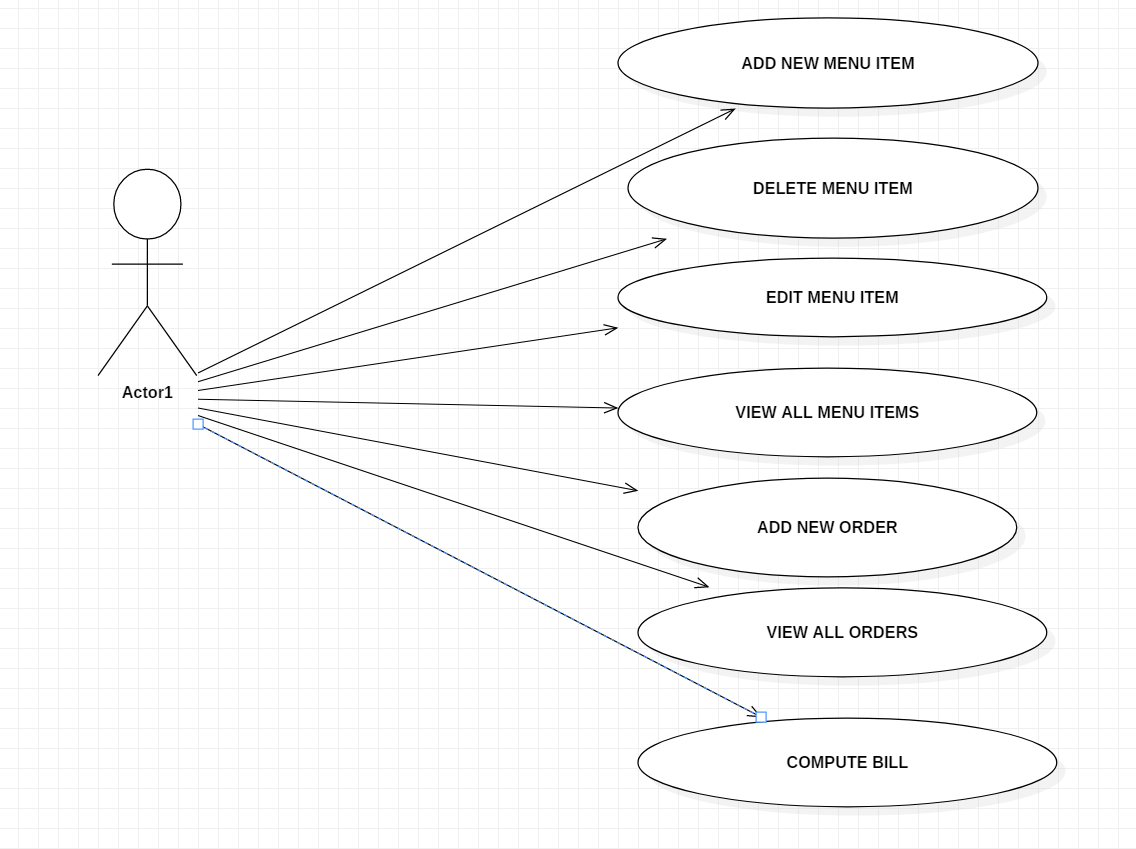 ADD NEW MENU ITEM
DELETE MENU ITEM
EDIT MENU ITEM
Actor1
VIEW ALL MENU ITEMS
ADD NEW ORDER
VIEW ALL ORDERS
COMPUTE BILL